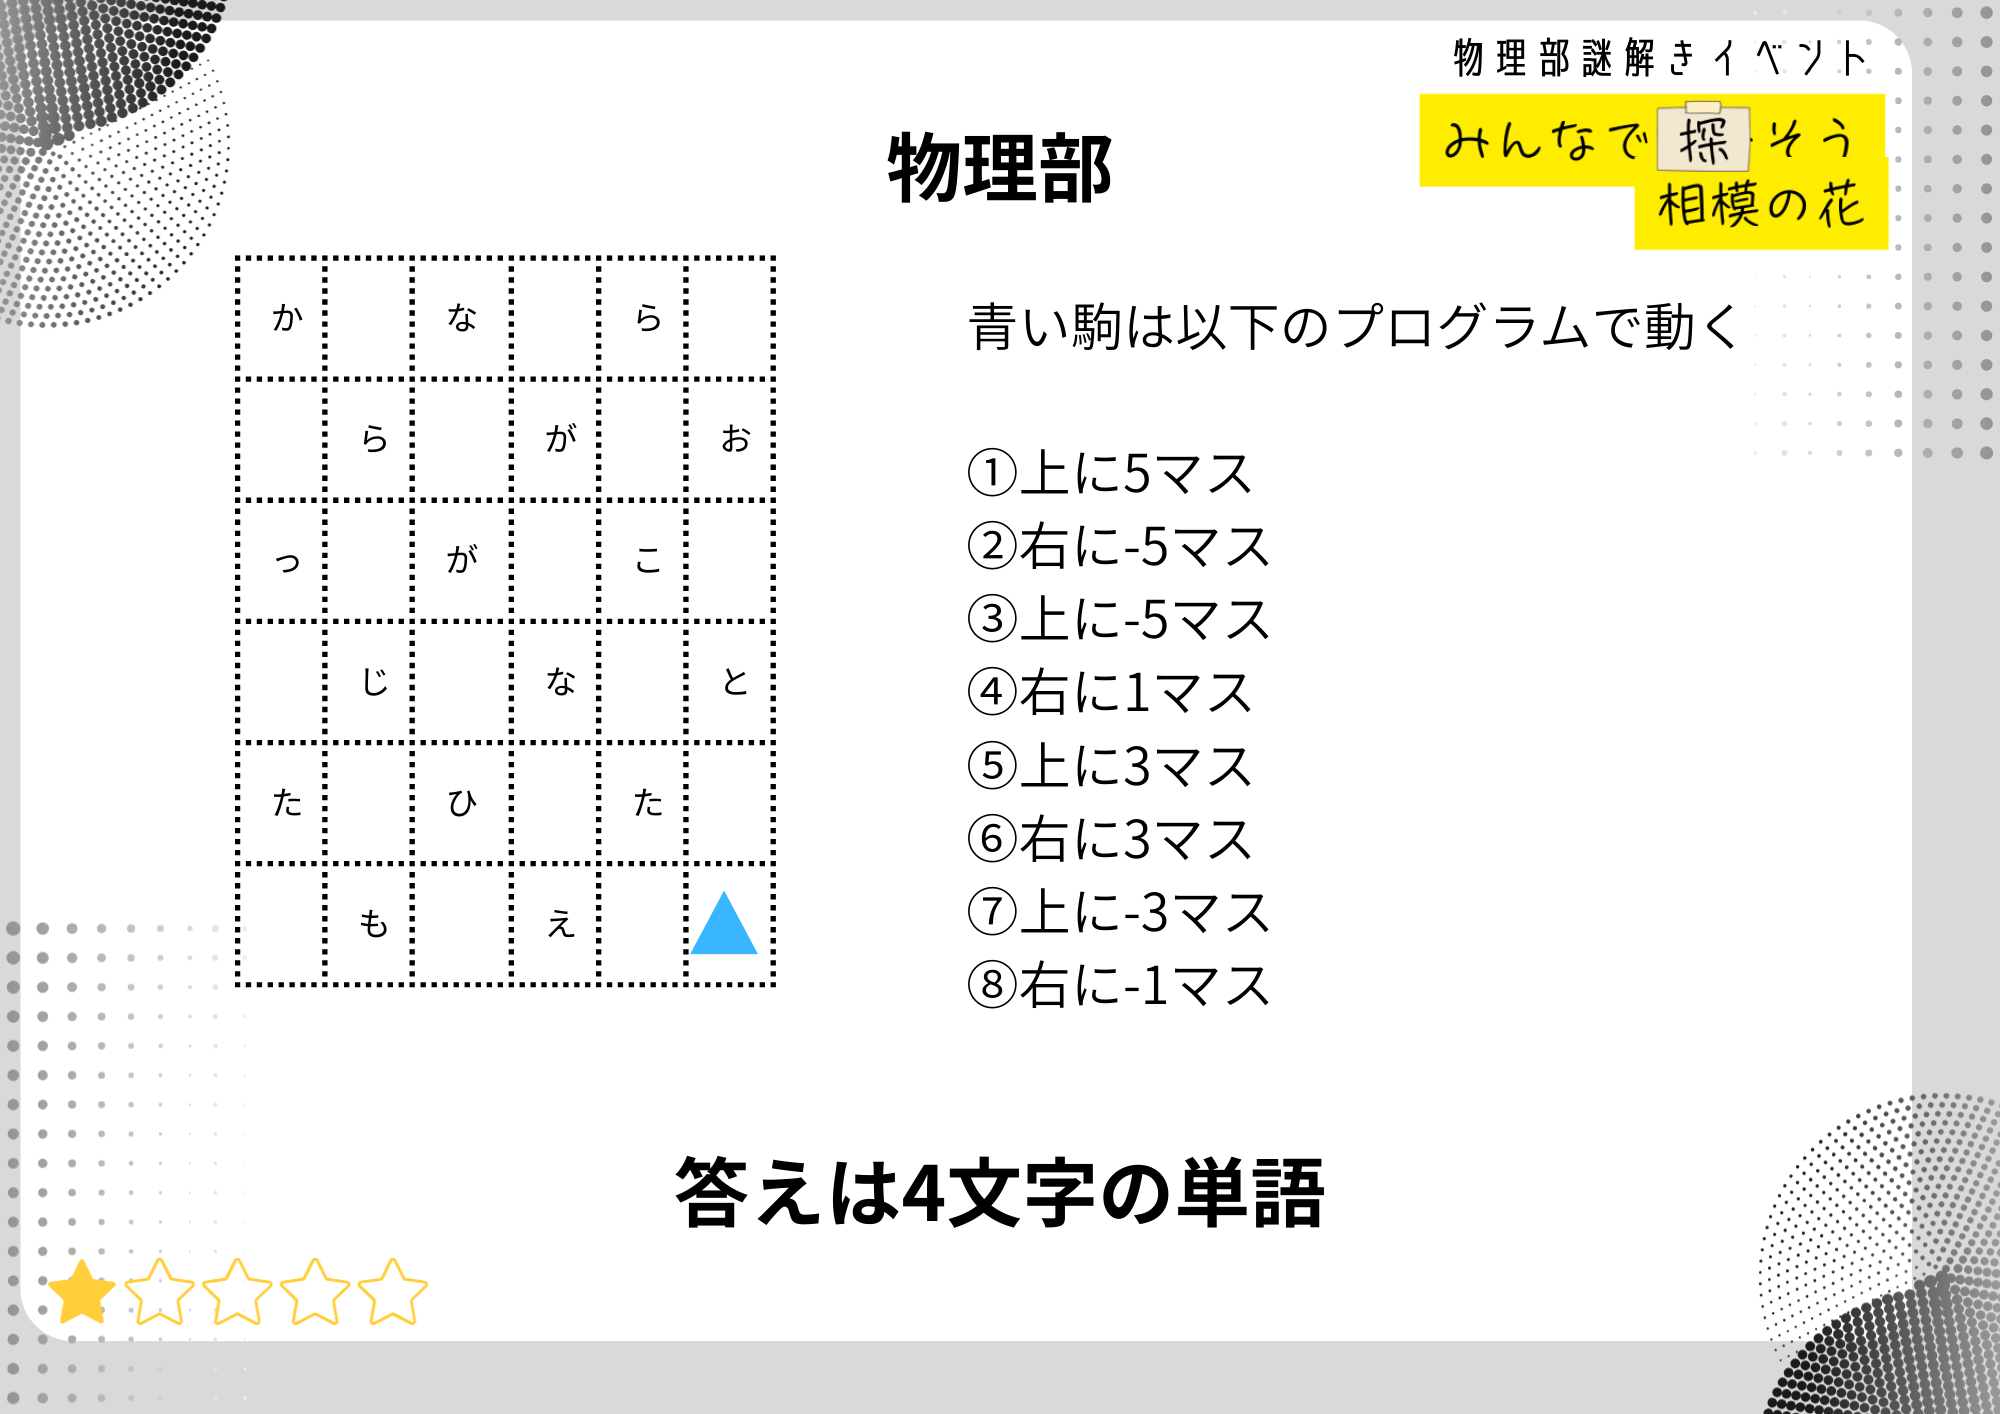 物理部謎解きイベント
みんなで探そう
相模の花
物理部
か な ら
ら が お
っ が こ
じ な と
た ひ た
も え
青い駒は以下のプログラムで動く
①上に5マス
②右に-5マス
③上に-5マス
④右に1マス
⑤上に3マス
⑥右に3マス
⑦上に-3マス
⑧右に-1マス
答えは4文字の単語